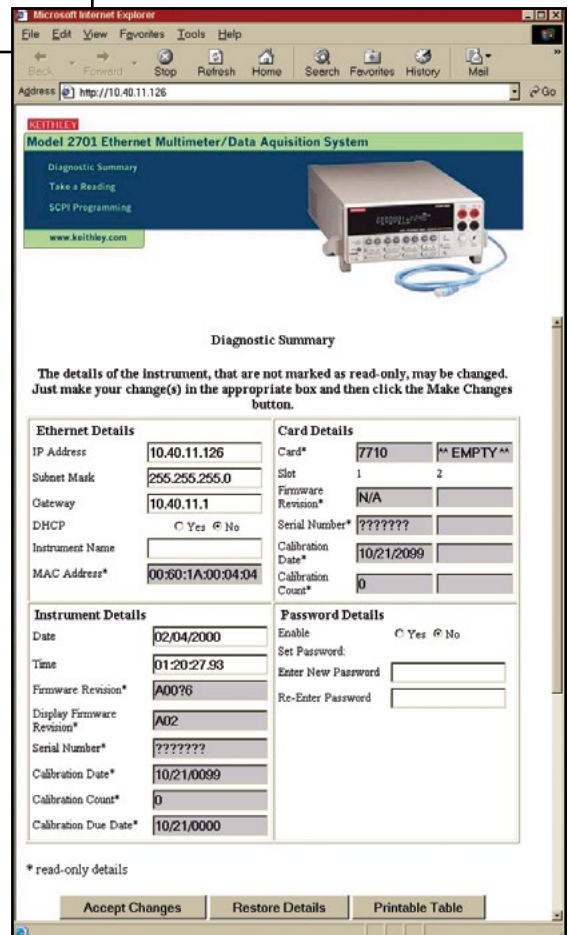 Microsoft Internet Explorer
File Edit View Favorites Tools Help
Back Forward Stop Refresh Home Search Favorites History Mail
Address http://10.40.11.126 Go
KEITHLEY
Model 2701 Ethernet Multimeter/Data Aquisition System
Diagnostic Summary
Take a Reading
SCPI Programming
www.keithley.com
Diagnostic Summary
The details of the instrument, that are not marked as read-only, may be changed.
Just make your change(s) in the appropriate box and then click the Make Changes
button.
Ethernet Details
IP Address 10.40.11.126
Subnet Mask 255.255.255.0
Gateway 10.40.11.1
DHCP Yes No
Instrument Name
MAC Address* 00:60:1A:00:04:04
Card Details
Card* 7710 ** EMPTY **
Slot 1 2
Firmware
Revision* N/A
Serial Number* ???????
Calibration
Date* 10/21/2099
Calibration
Count* 0
Instrument Details
Date 02/04/2000
Time 01:20:27.93
Firmware Revision* A00?6
Display Firmware
Revision* A02
Serial Number* ???????
Calibration Date* 10/21/0099
Calibration Count* 0
Calibration Due Date* 10/21/0000
Password Details
Enable Yes No
Set Password:
Enter New Password
Re-Enter Password
* read-only details
Accept Changes Restore Details Printable Table